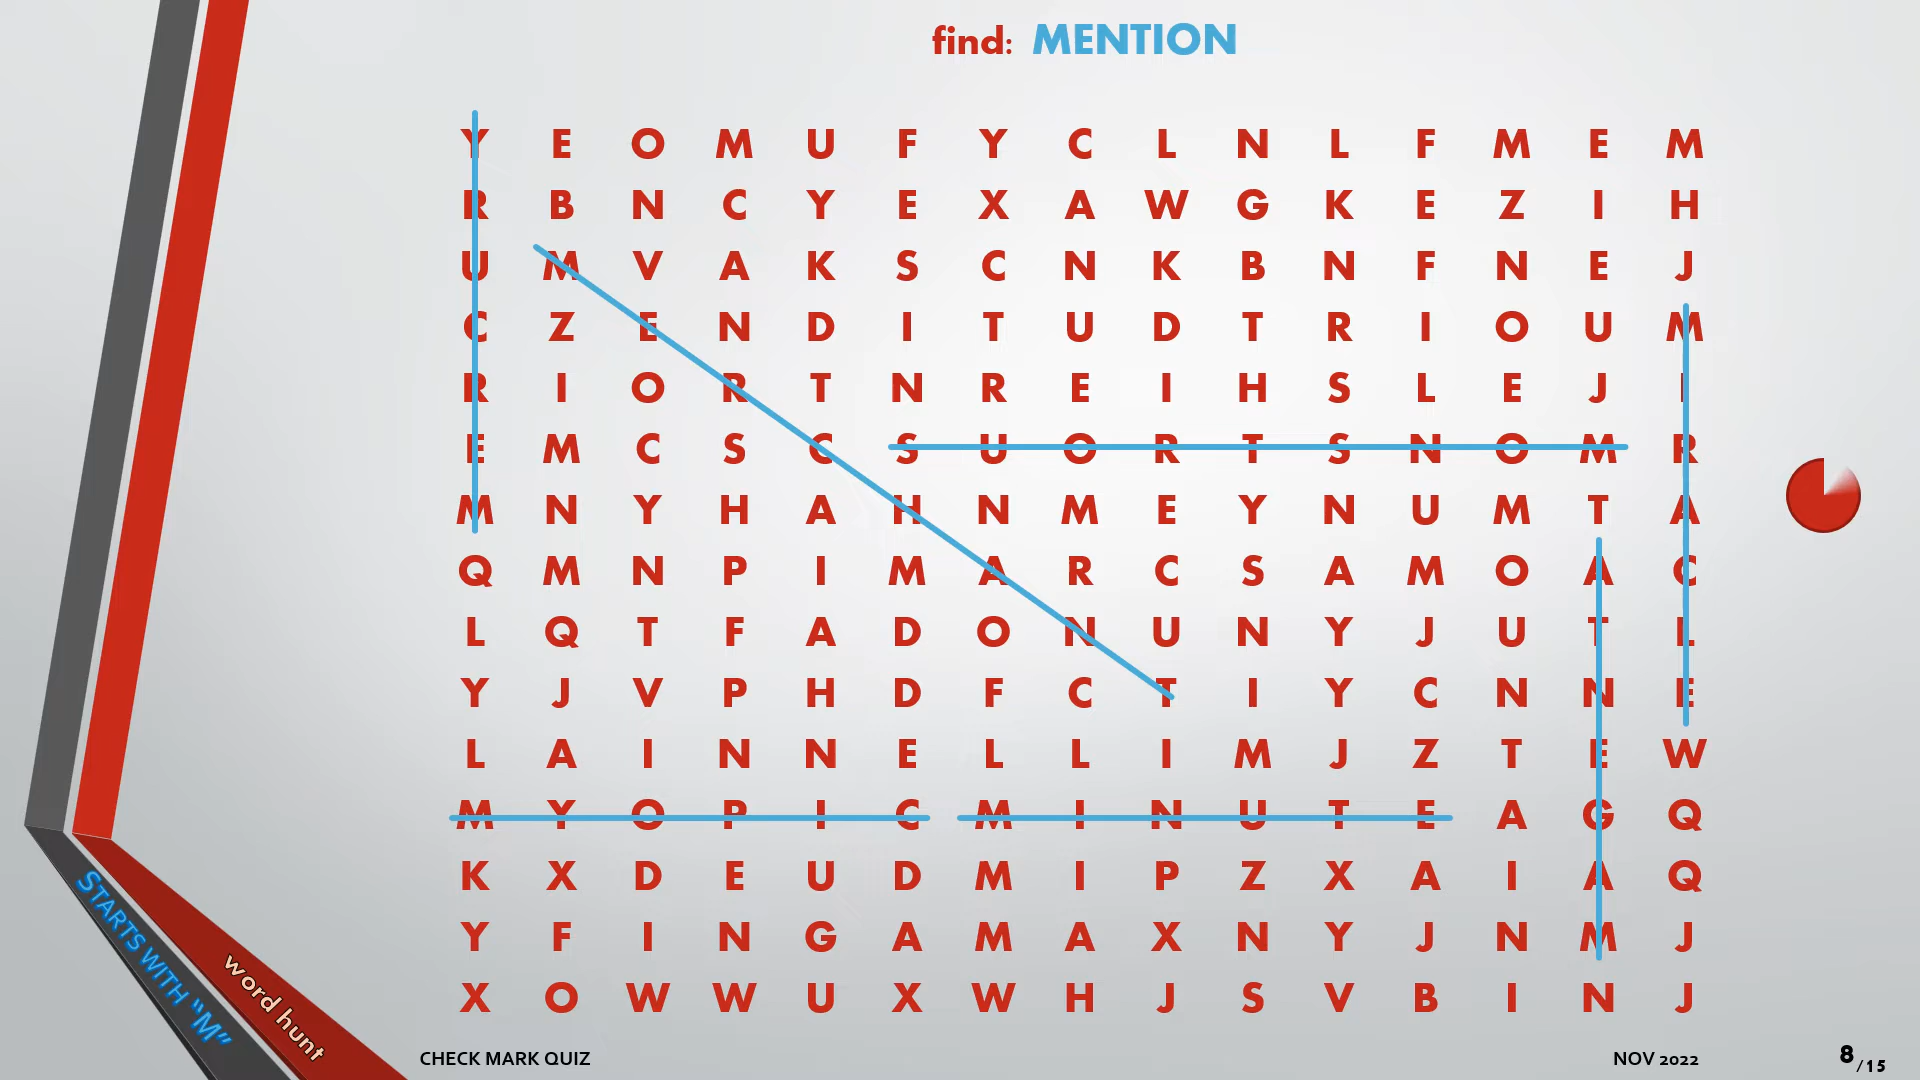 find: MENTION
Y E O M U F Y C L N L F M E M
R B N C Y E X A W G K E Z I H
U M V A K S C N K B N F N E J
C Z E N D I T U D T R I O U M
R I O R T N R E I H S L E J I
E M C S C S U O R T S N O M R
M N Y H A H N M E Y N U M T A
Q M N P I M A R C S A M O A C
L Q T F A D O N U N Y J U T L
Y J V P H D F C T I Y C N N E
L A I N N E L L I M J Z T E W
M Y O P I C M I N U T E A G Q
K X D E U D M I P Z X A I A Q
Y F I N G A M A X N Y J N M J
X O W W U X W H J S V B I N J
STARTS WITH "M"
word hunt
CHECK MARK QUIZ
NOV 2022
8/15